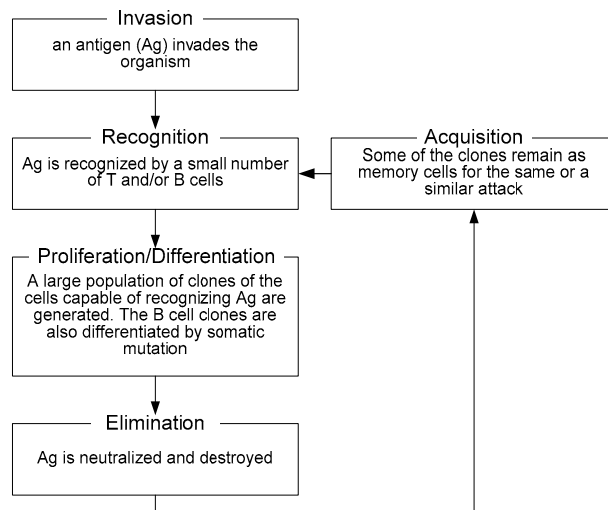 Invasion
an antigen (Ag) invades the
organism
Recognition
Ag is recognized by a small number
of T and/or B cells
Acquisition
Some of the clones remain as
memory cells for the same or a
similar attack
Proliferation/Differentiation
A large population of clones of the
cells capable of recognizing Ag are
generated. The B cell clones are
also differentiated by somatic
mutation
Elimination
Ag is neutralized and destroyed